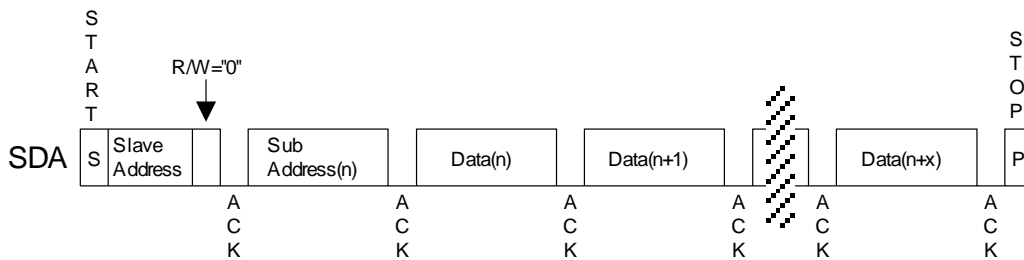 START
STOP
R/W="0"
SDA
S
Slave Address
Sub Address(n)
Data(n)
Data(n+1)
Data(n+x)
P
ACK
ACK
ACK
ACK
ACK
ACK